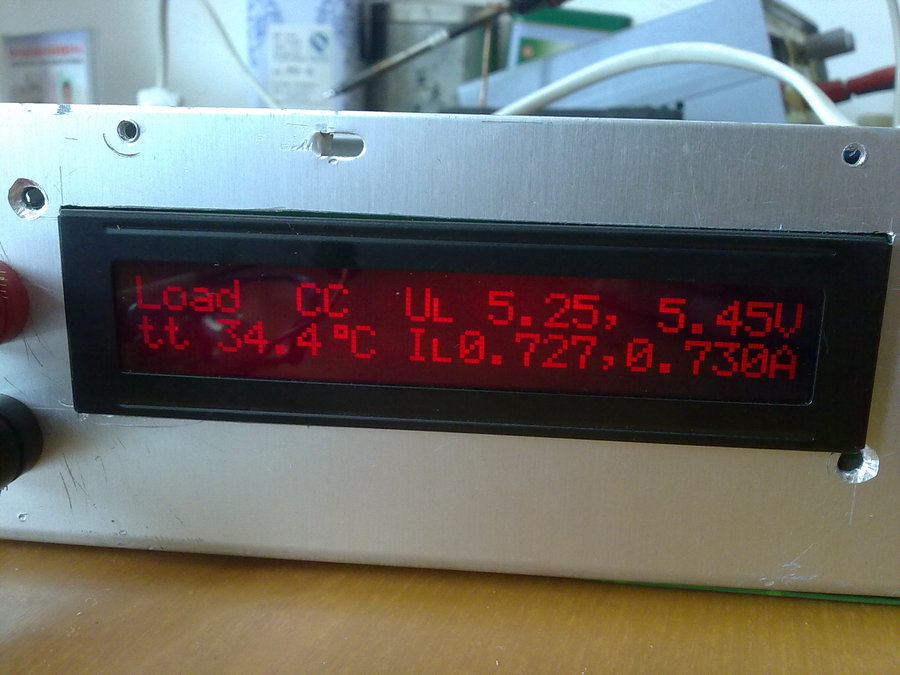 Load CC UL 5.25, 5.45V
tt 34.4°C IL0.727,0.730A